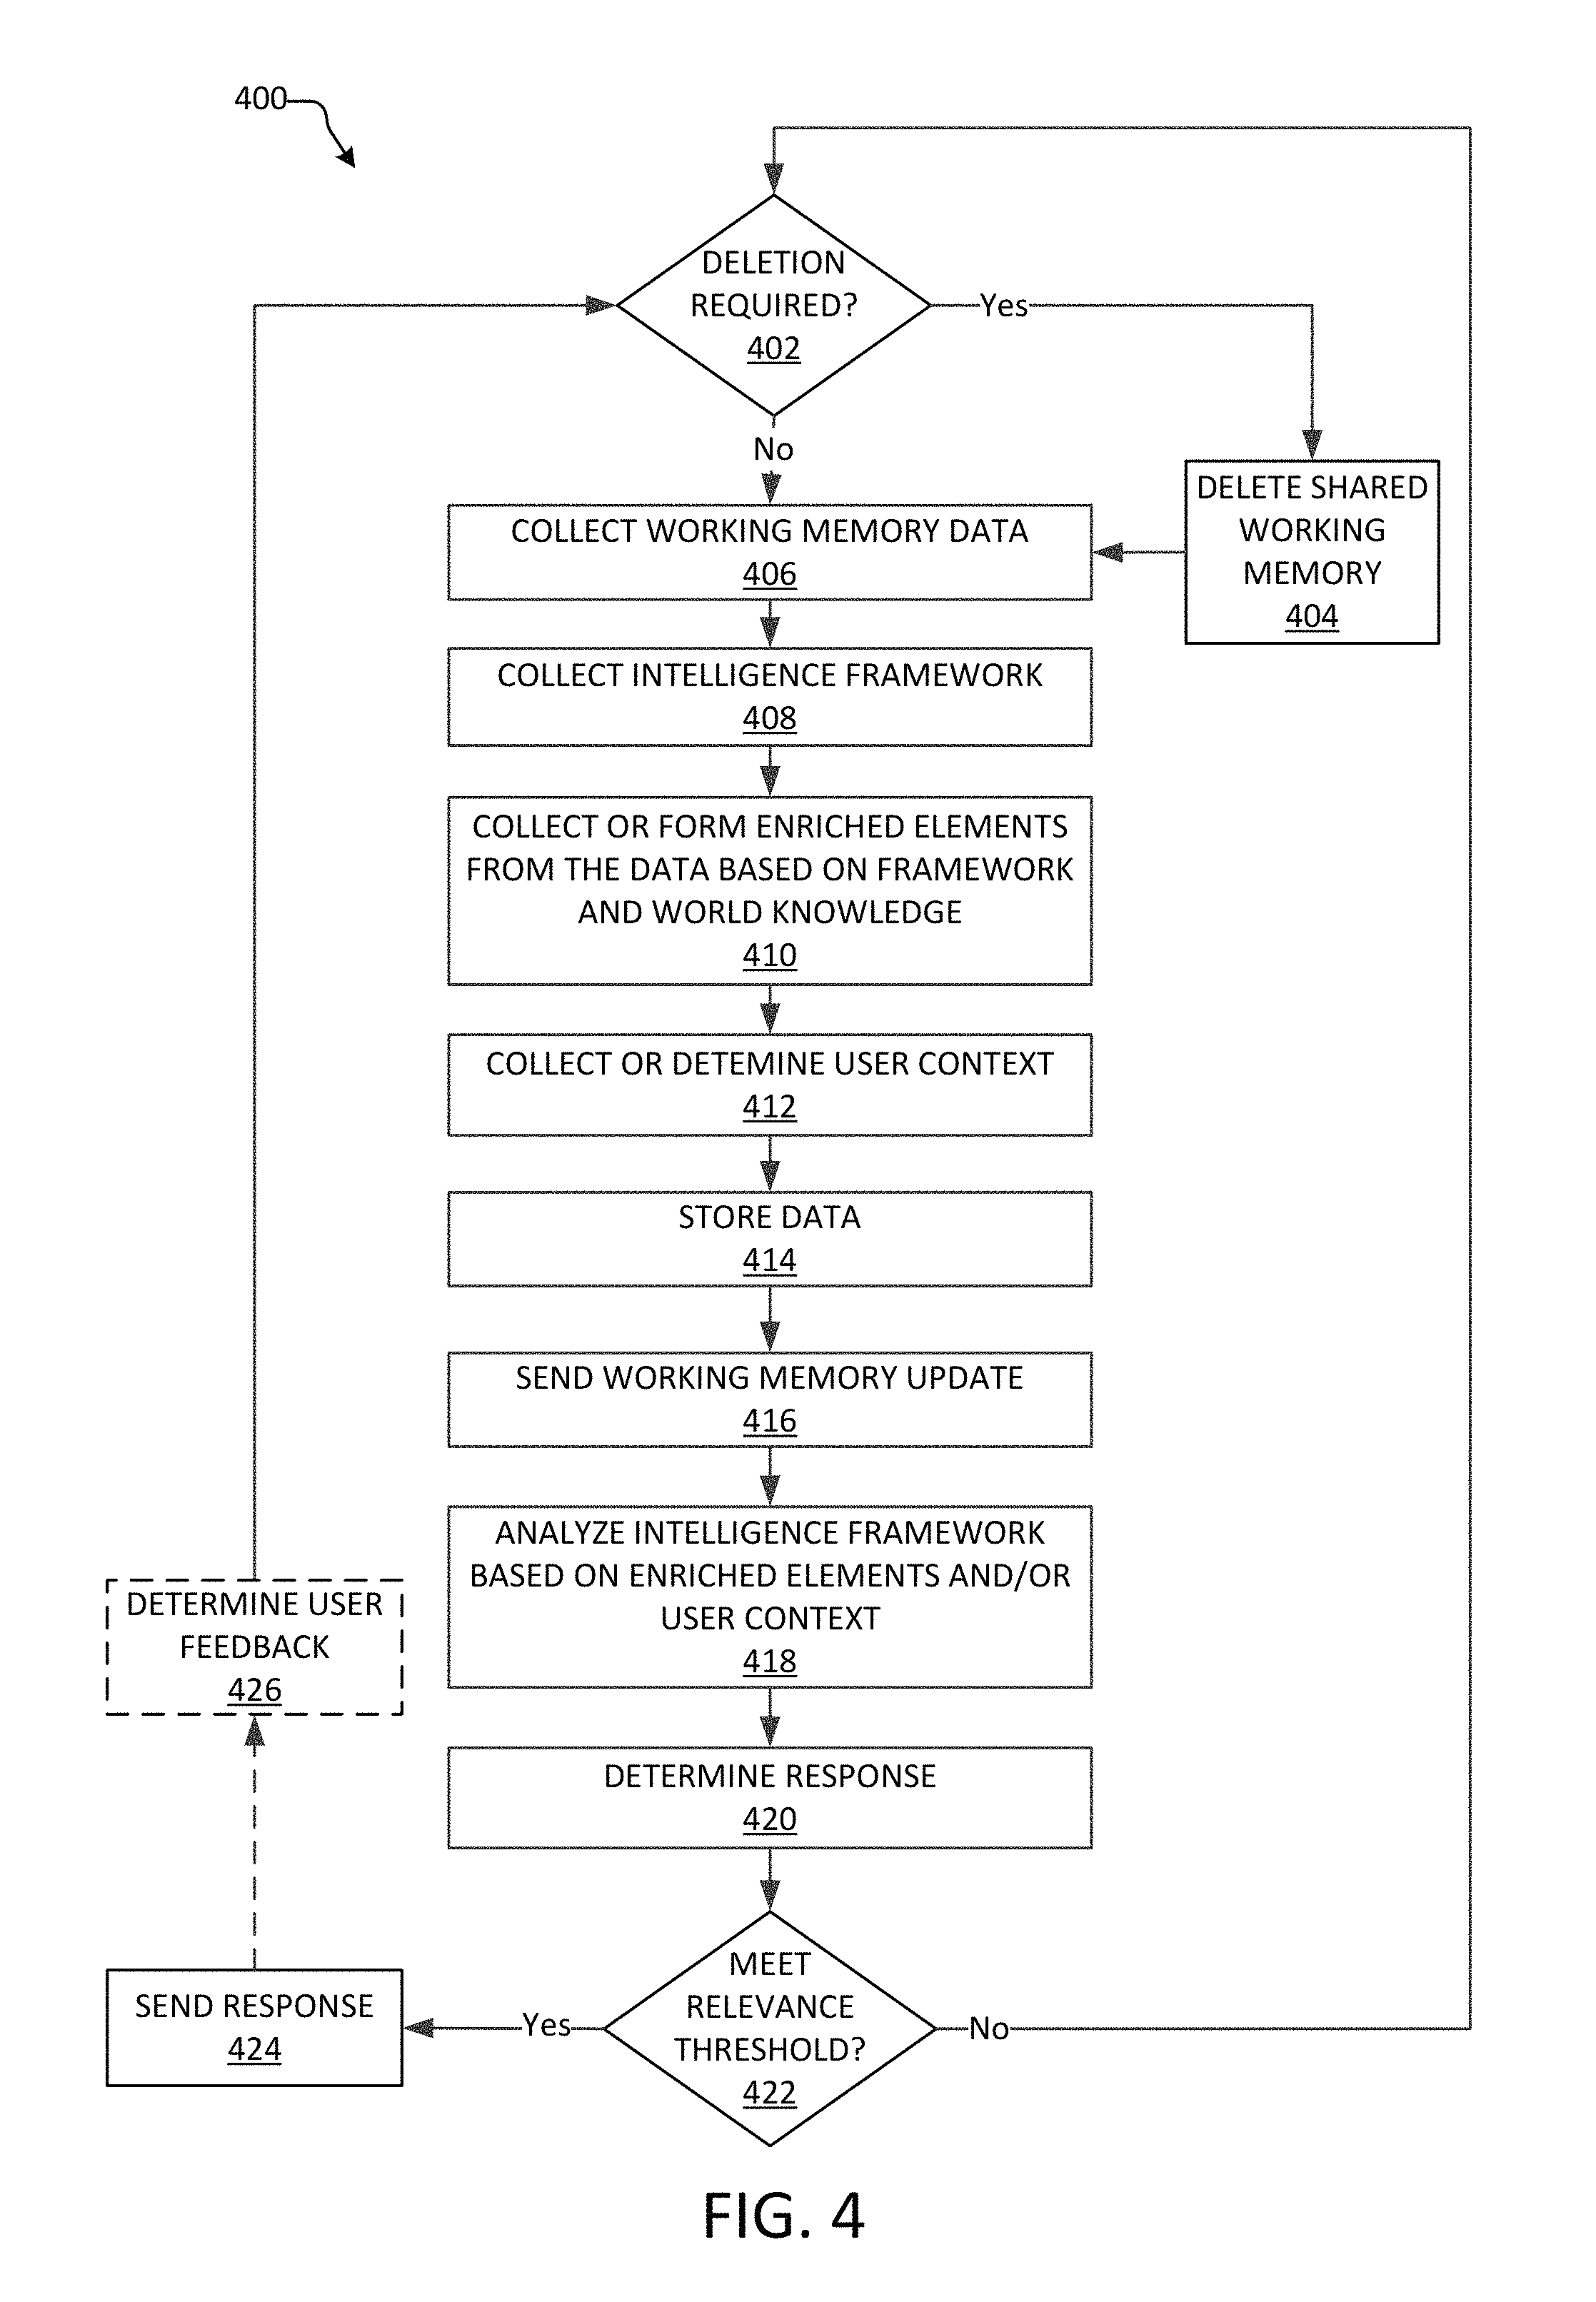 400
DELETION
REQUIRED?
402
Yes
No
DELETE SHARED
WORKING
MEMORY
404
COLLECT WORKING MEMORY DATA
406
COLLECT INTELLIGENCE FRAMEWORK
408
COLLECT OR FORM ENRICHED ELEMENTS
FROM THE DATA BASED ON FRAMEWORK
AND WORLD KNOWLEDGE
410
COLLECT OR DETEMINE USER CONTEXT
412
STORE DATA
414
SEND WORKING MEMORY UPDATE
416
ANALYZE INTELLIGENCE FRAMEWORK
BASED ON ENRICHED ELEMENTS AND/OR
USER CONTEXT
418
DETERMINE USER
FEEDBACK
426
DETERMINE RESPONSE
420
MEET
RELEVANCE
THRESHOLD?
422
Yes
No
SEND RESPONSE
424
FIG. 4